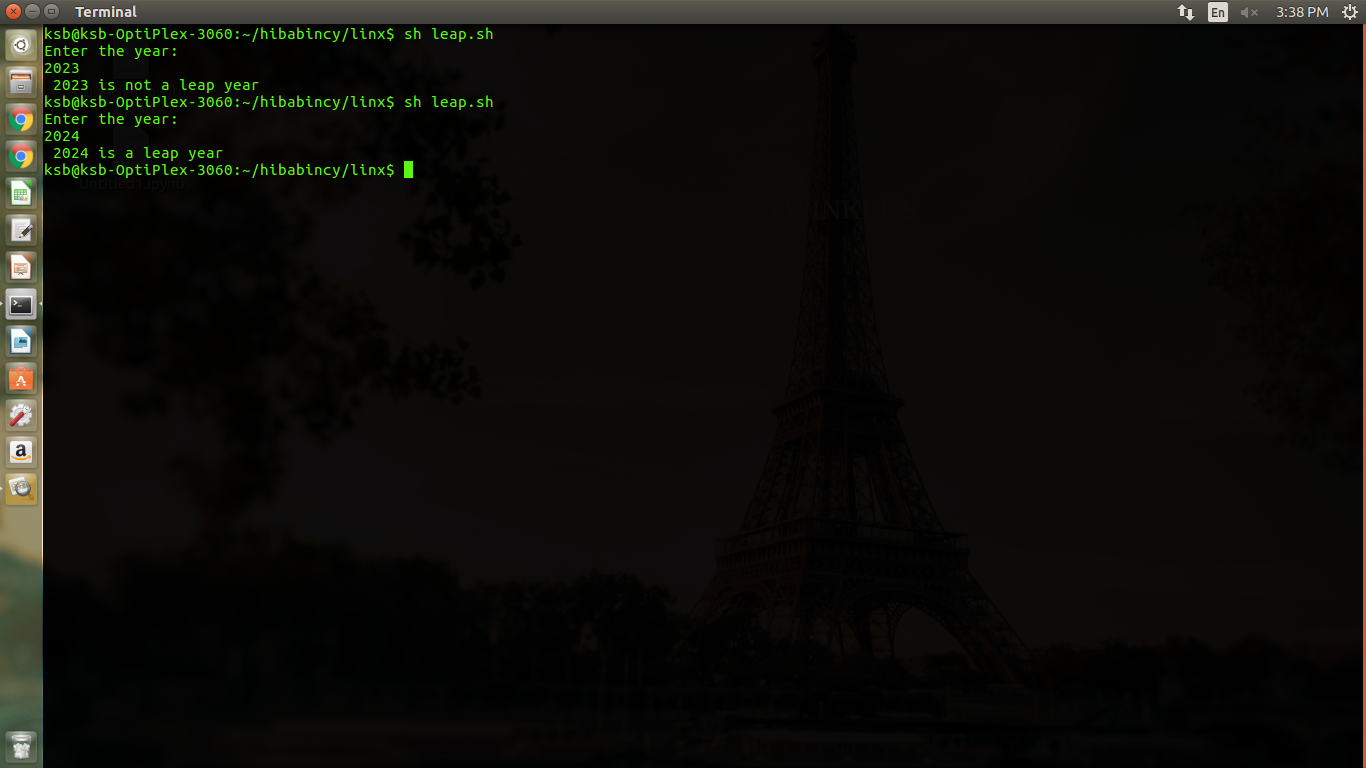 Terminal
En
3:38 PM
ksb@ksb-OptiPlex-3060:~/hibabincy/linx$ sh leap.sh
Enter the year:
2023
 2023 is not a leap year
ksb@ksb-OptiPlex-3060:~/hibabincy/linx$ sh leap.sh
Enter the year:
2024
 2024 is a leap year
ksb@ksb-OptiPlex-3060:~/hibabincy/linx$